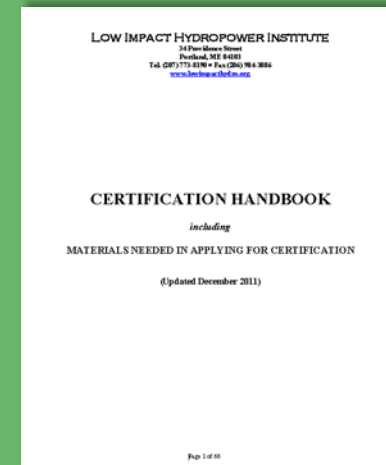 LOW IMPACT HYDROPOWER INSTITUTE
34 Providence Street
Portland, ME 04103
Tel. (207) 773-8190 • Fax (206) 984-3086
www.lowimpacthydro.org
CERTIFICATION HANDBOOK
including
MATERIALS NEEDED IN APPLYING FOR CERTIFICATION
(Updated December 2011)
Page 1 of 66